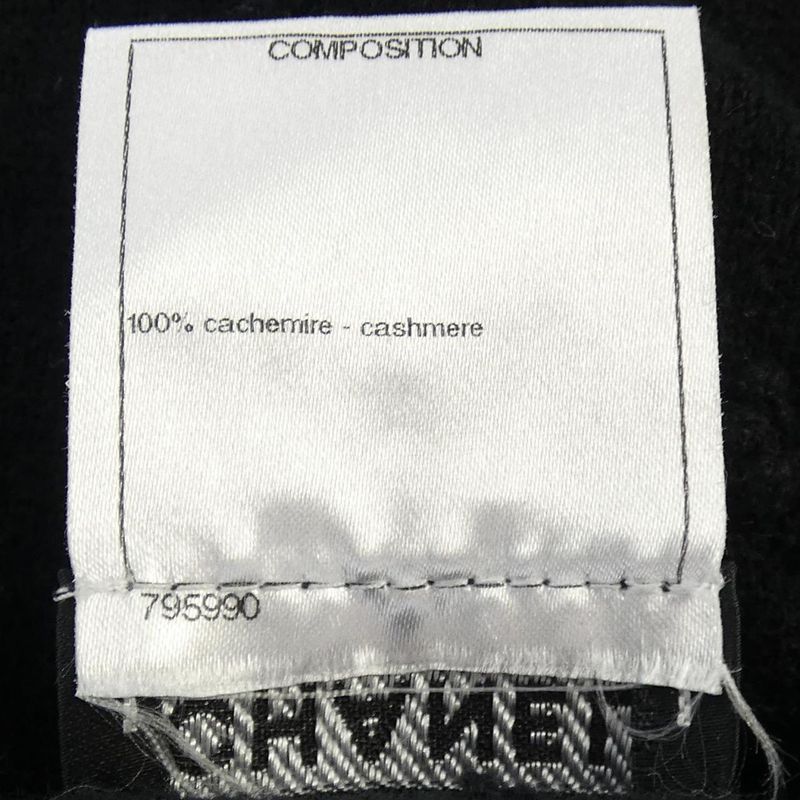 COMPOSITION
100% cachemire - cashmere
795990
CHANEL